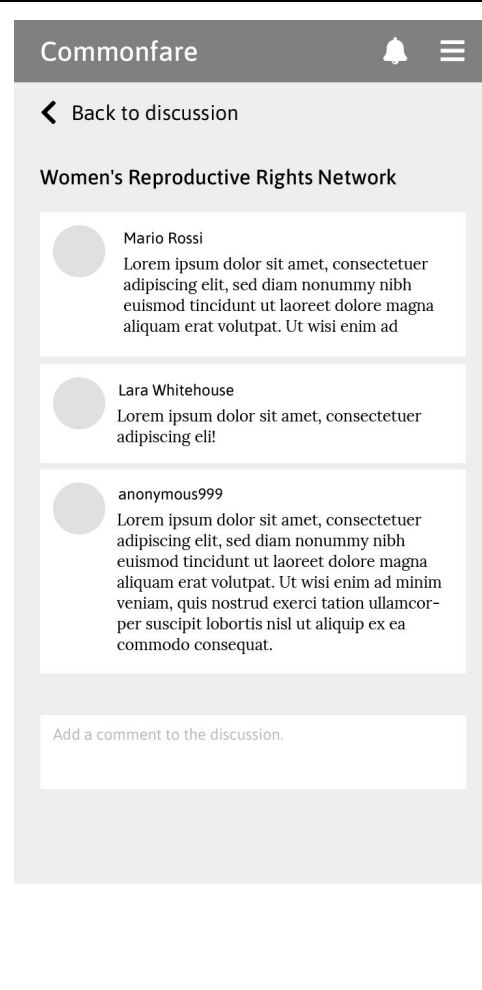 Commonfare
Back to discussion
Women's Reproductive Rights Network
Mario Rossi
Lorem ipsum dolor sit amet, consectetuer
adipiscing elit, sed diam nonummy nibh
euismod tincidunt ut laoreet dolore magna
aliquam erat volutpat. Ut wisi enim ad
Lara Whitehouse
Lorem ipsum dolor sit amet, consectetuer
adipiscing eli!
anonymous999
Lorem ipsum dolor sit amet, consectetuer
adipiscing elit, sed diam nonummy nibh
euismod tincidunt ut laoreet dolore magna
aliquam erat volutpat. Ut wisi enim ad minim
veniam, quis nostrud exerci tation ullamcor-
per suscipit lobortis nisl ut aliquip ex ea
commodo consequat.
Add a comment to the discussion.